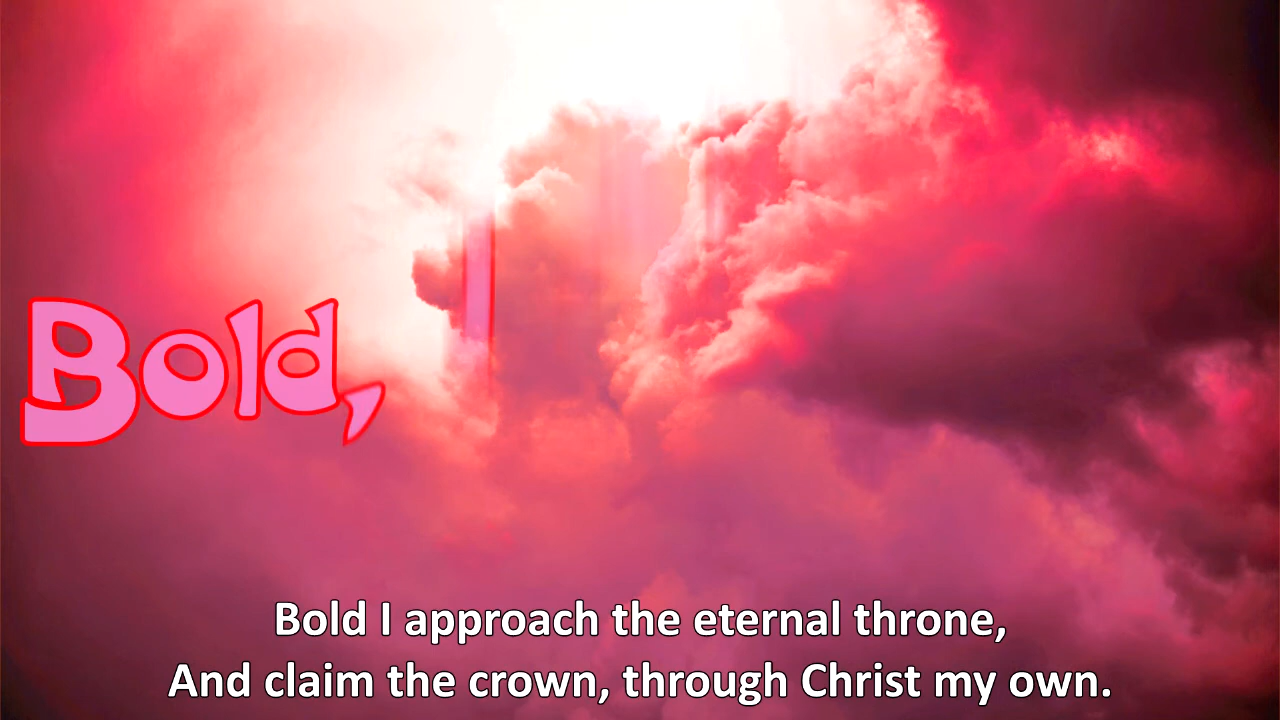 Bold,
Bold I approach the eternal throne,
And claim the crown, through Christ my own.